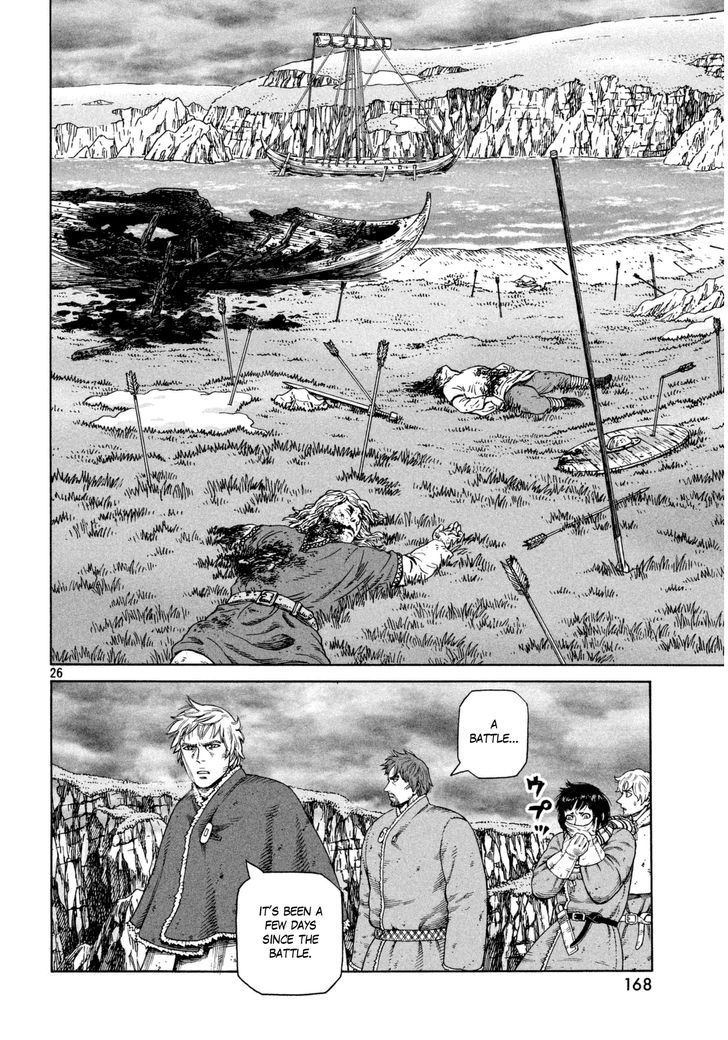 26
A
BATTLE...
ウプッ
IT'S BEEN A
FEW DAYS
SINCE THE
BATTLE.
168